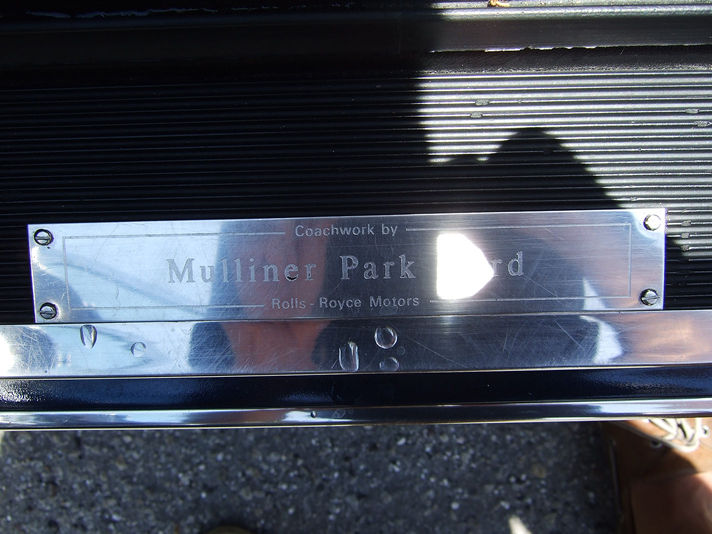 Coachwork by
Mulliner Park
Rolls-Royce Motors